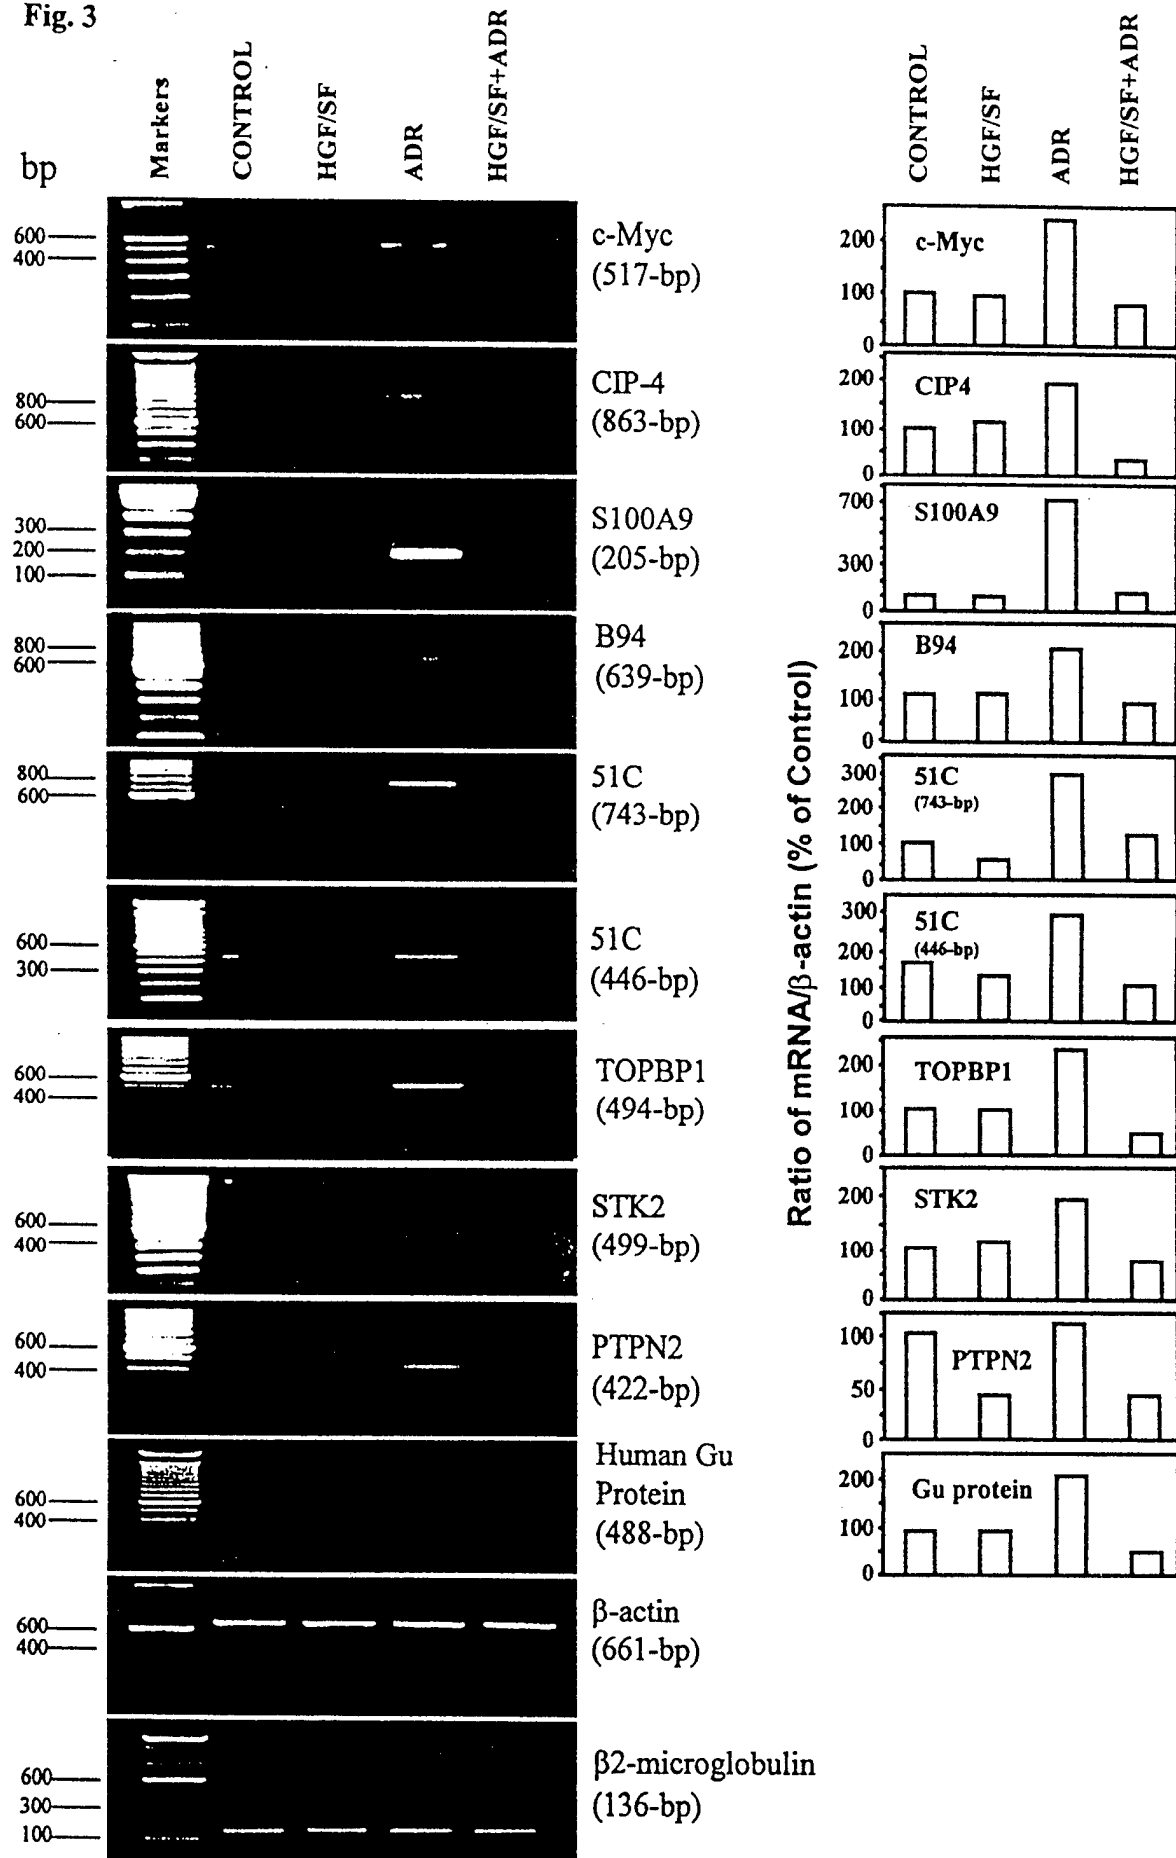 Fig. 3
bp
Markers
CONTROL
HGF/SF
ADR
HGF/SF+ADR
600
400
c-Myc
(517-bp)
800
600
CIP-4
(863-bp)
300
200
100
S100A9
(205-bp)
800
600
B94
(639-bp)
800
600
51C
(743-bp)
600
300
51C
(446-bp)
600
400
TOPBP1
(494-bp)
600
400
STK2
(499-bp)
600
400
PTPN2
(422-bp)
600
400
Human Gu
Protein
(488-bp)
600
400
β-actin
(661-bp)
600
300
100
β2-microglobulin
(136-bp)
CONTROL
HGF/SF
ADR
HGF/SF+ADR
Ratio of mRNA/β-actin (% of Control)
200
100
0
c-Myc
200
100
0
CIP4
700
300
0
S100A9
200
100
0
B94
300
200
100
0
51C
(743-bp)
300
200
100
0
51C
(446-bp)
200
100
0
TOPBP1
200
100
0
STK2
100
50
0
PTPN2
200
100
0
Gu protein